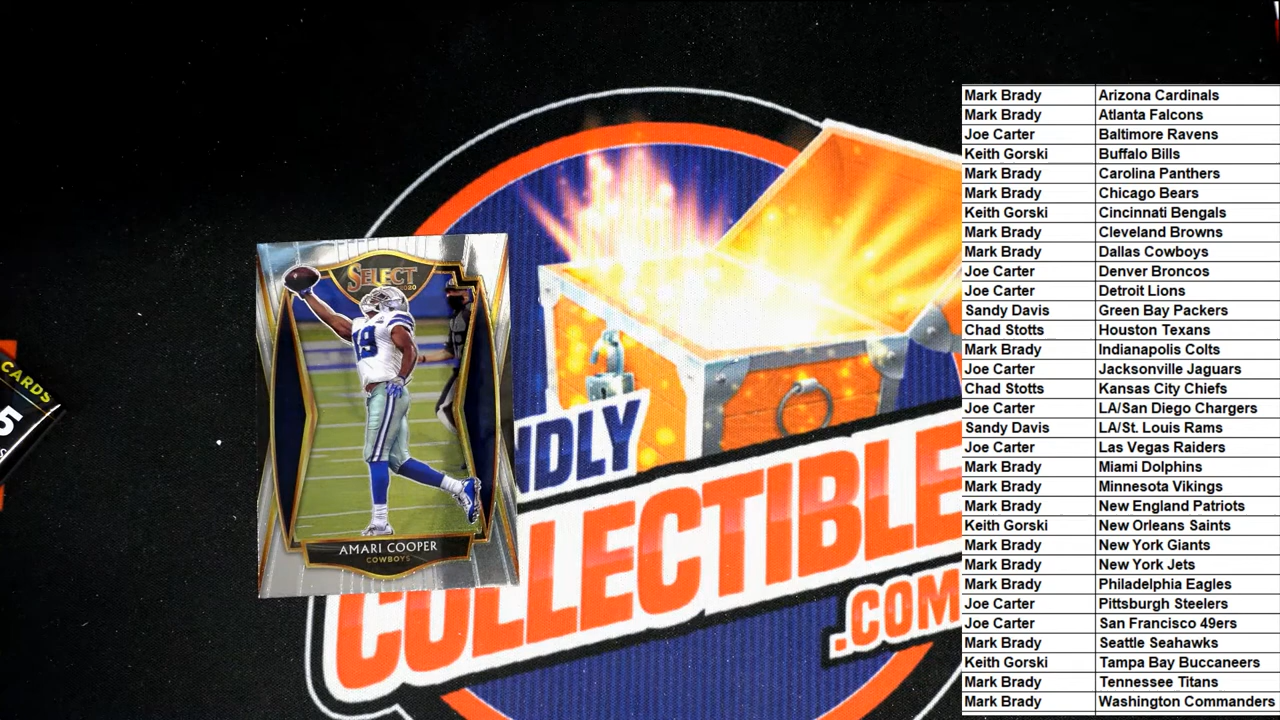 CARDS
5
SELECT
2020
19
AMARI COOPER
COWBOYS
NDLY
COLLECTIBLE
.COM
Mark Brady Arizona Cardinals
Mark Brady Atlanta Falcons
Joe Carter Baltimore Ravens
Keith Gorski Buffalo Bills
Mark Brady Carolina Panthers
Mark Brady Chicago Bears
Keith Gorski Cincinnati Bengals
Mark Brady Cleveland Browns
Mark Brady Dallas Cowboys
Joe Carter Denver Broncos
Joe Carter Detroit Lions
Sandy Davis Green Bay Packers
Chad Stotts Houston Texans
Mark Brady Indianapolis Colts
Joe Carter Jacksonville Jaguars
Chad Stotts Kansas City Chiefs
Joe Carter LA/San Diego Chargers
Sandy Davis LA/St. Louis Rams
Joe Carter Las Vegas Raiders
Mark Brady Miami Dolphins
Mark Brady Minnesota Vikings
Mark Brady New England Patriots
Keith Gorski New Orleans Saints
Mark Brady New York Giants
Mark Brady New York Jets
Mark Brady Philadelphia Eagles
Joe Carter Pittsburgh Steelers
Joe Carter San Francisco 49ers
Mark Brady Seattle Seahawks
Keith Gorski Tampa Bay Buccaneers
Mark Brady Tennessee Titans
Mark Brady Washington Commanders